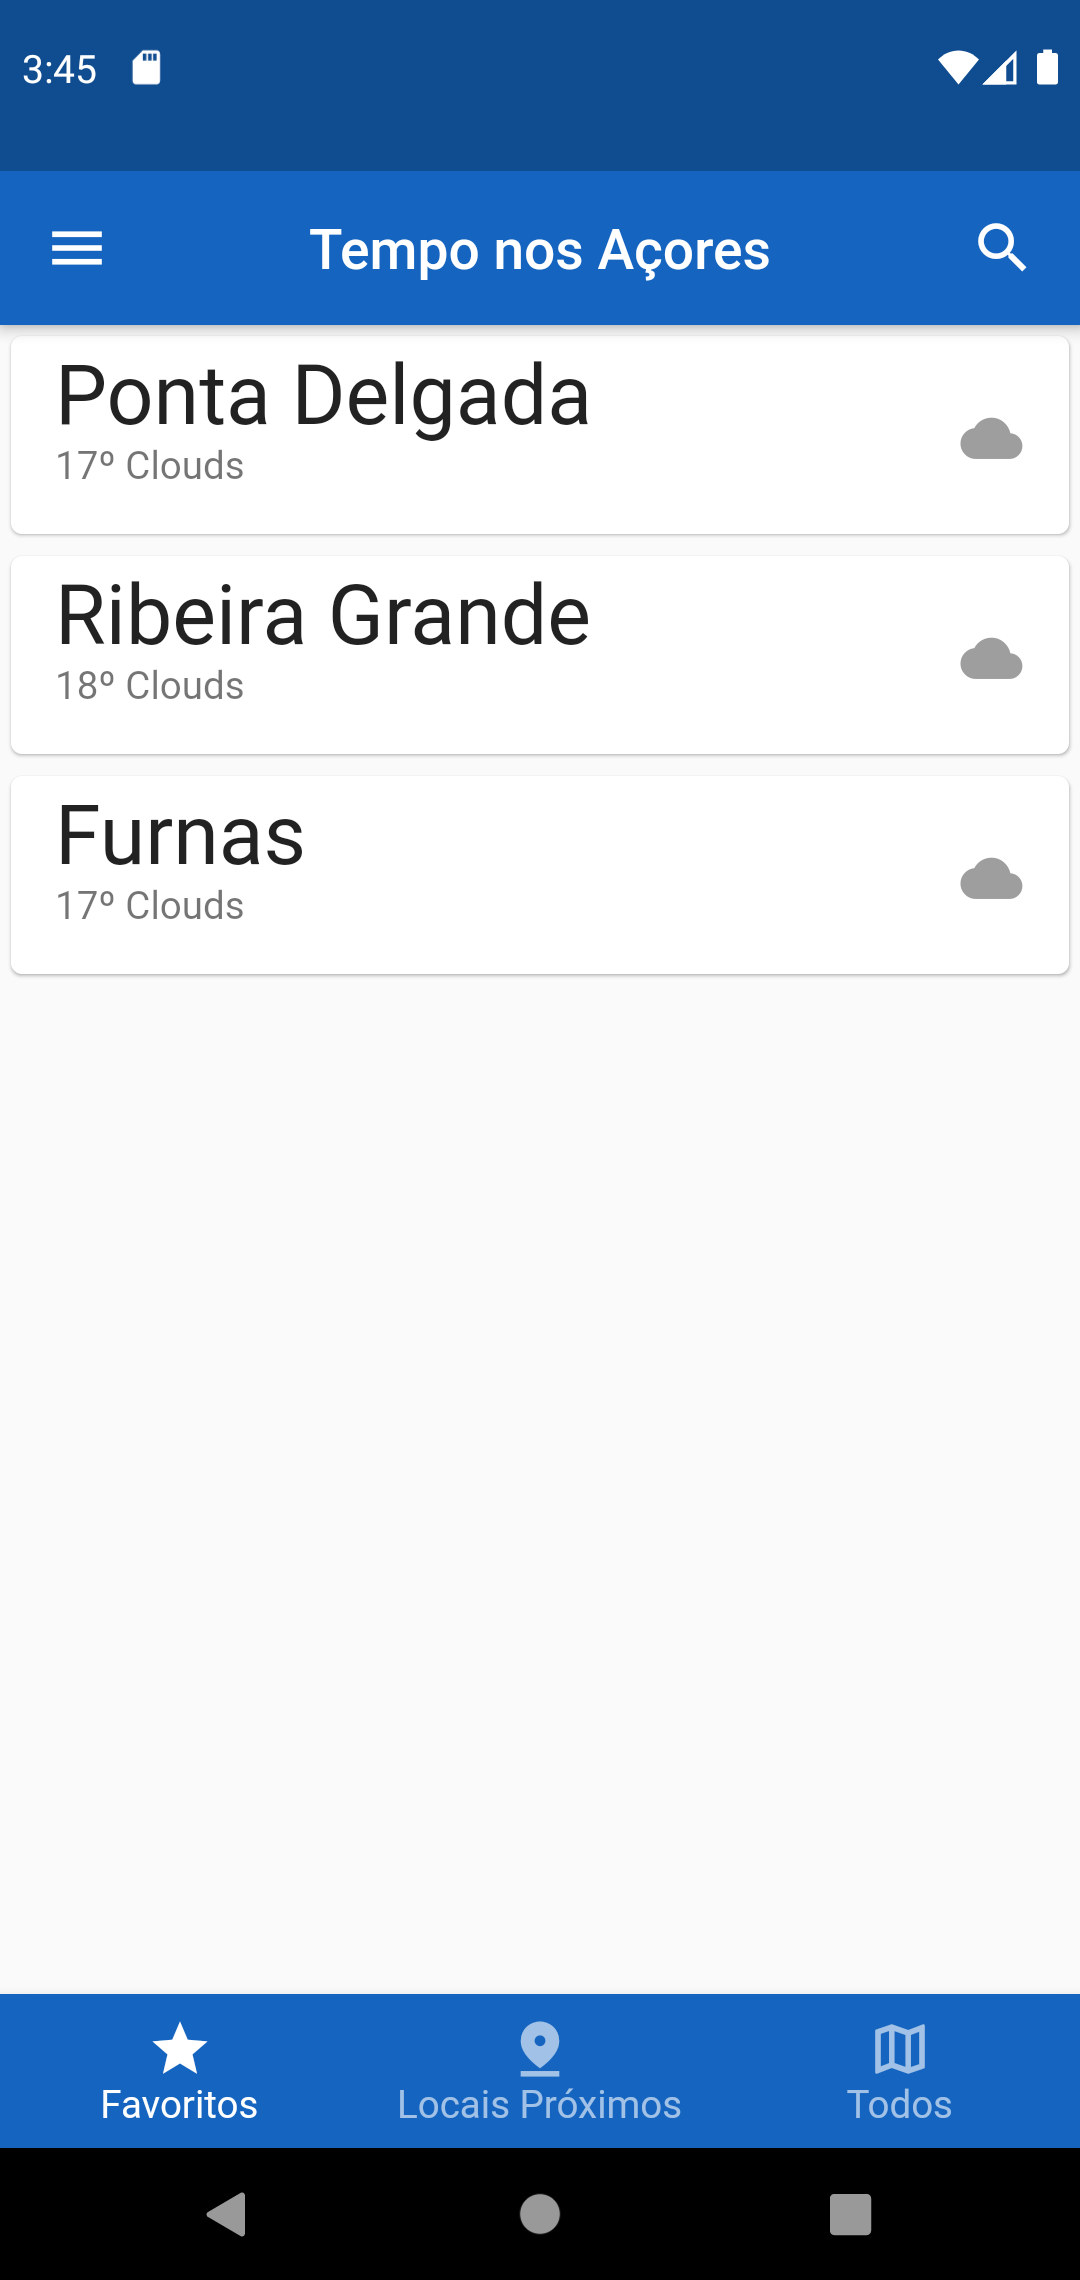 3:45
Tempo nos Açores
Ponta Delgada
17º Clouds
Ribeira Grande
18º Clouds
Furnas
17º Clouds
Favoritos
Locais Próximos
Todos